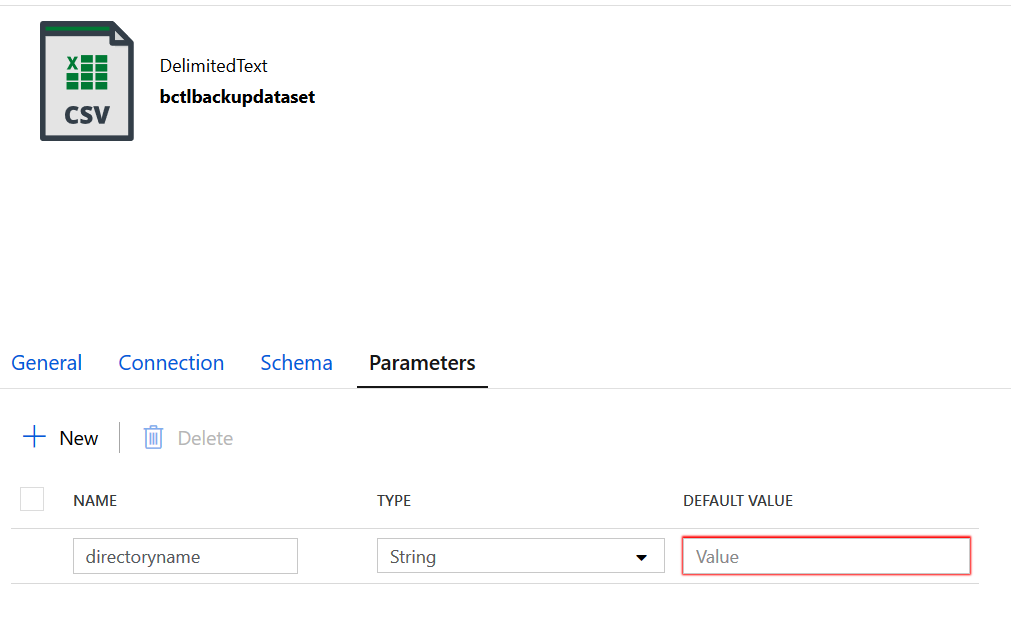 X
CSV
DelimitedText
bctlbackupdataset
General Connection Schema Parameters
New Delete
NAME TYPE DEFAULT VALUE
directoryname String Value